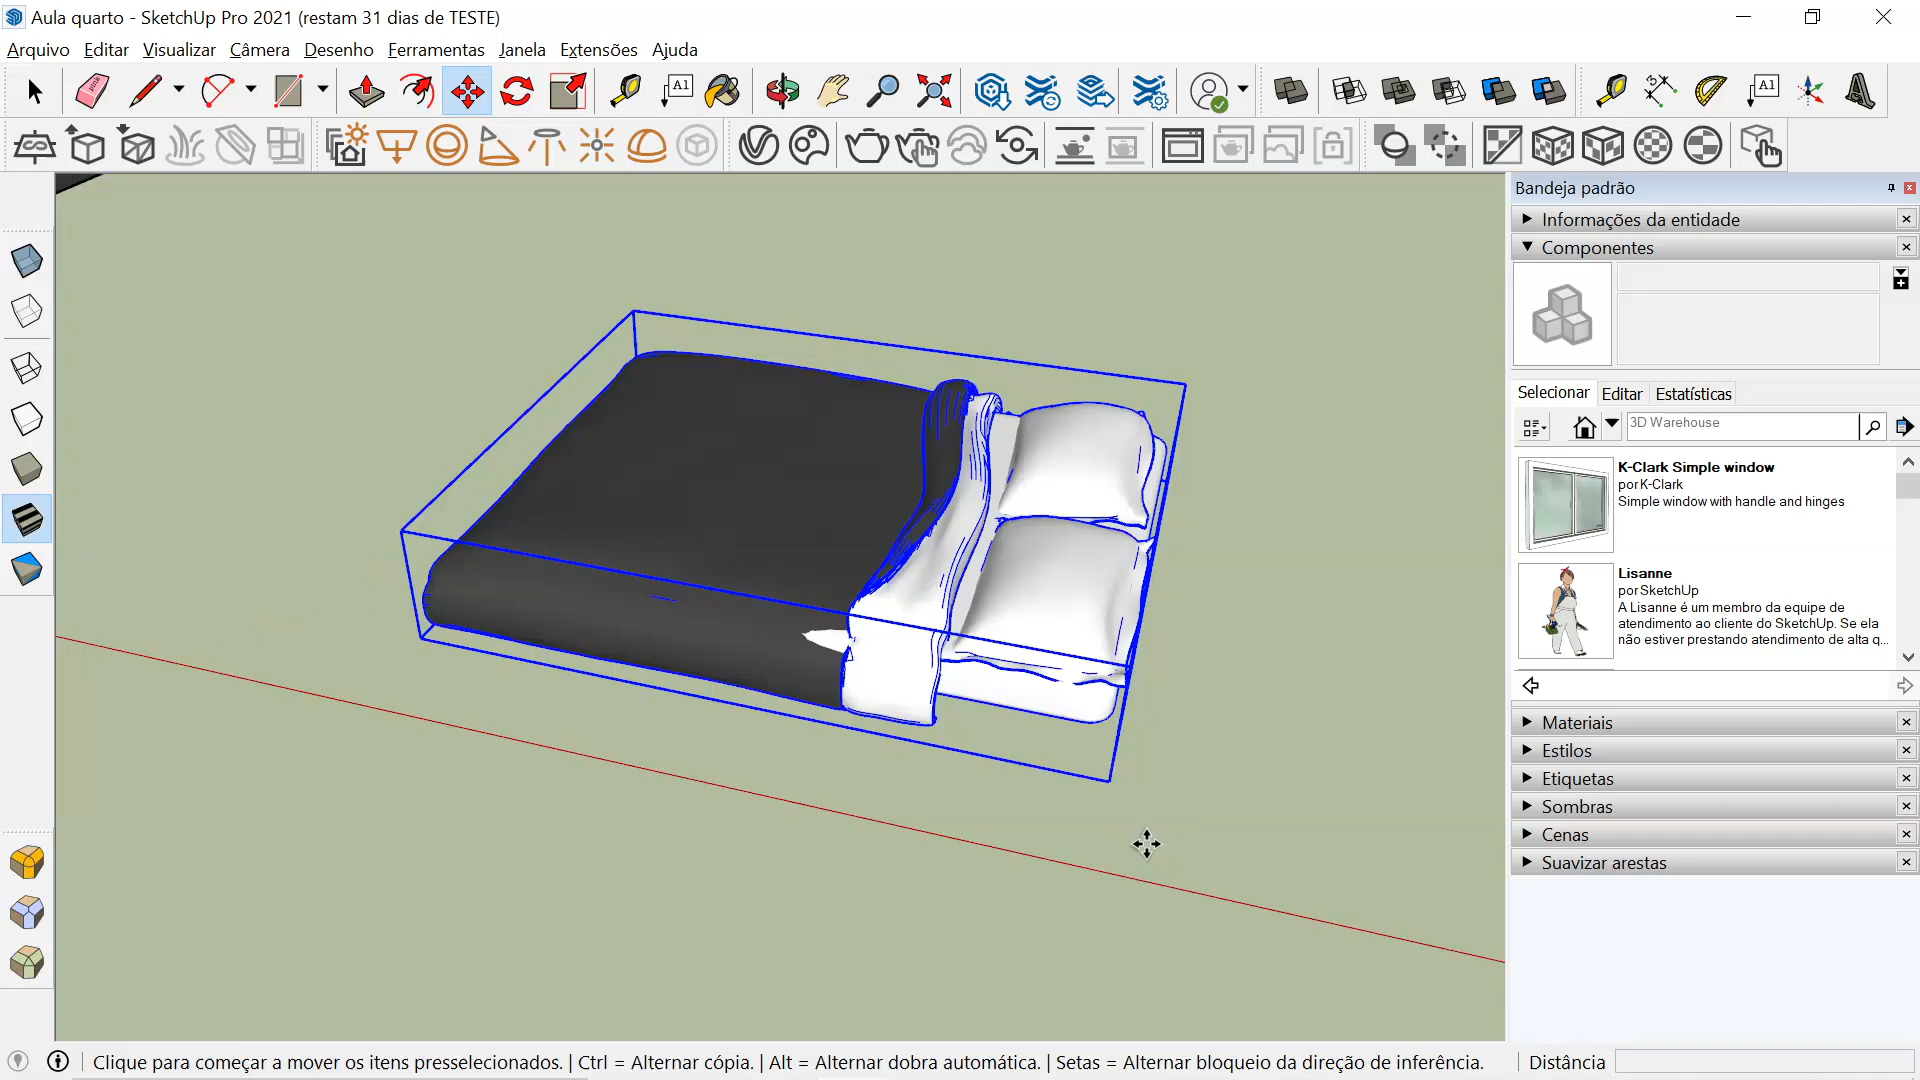 Aula quarto - SketchUp Pro 2021 (restam 31 dias de TESTE)
Arquivo Editar Visualizar Câmera Desenho Ferramentas Janela Extensões Ajuda
A1
A1
Bandeja padrão
Informações da entidade
Componentes
Selecionar Editar Estatísticas
3D Warehouse
K-Clark Simple window
por K-Clark
Simple window with handle and hinges
Lisanne
por SketchUp
A Lisanne é um membro da equipe de
atendimento ao cliente do SketchUp. Se ela
não estiver prestando atendimento de alta q...
Materiais
Estilos
Etiquetas
Sombras
Cenas
Suavizar arestas
Clique para começar a mover os itens presselecionados. | Ctrl = Alternar cópia. | Alt = Alternar dobra automática. | Setas = Alternar bloqueio da direção de inferência.
Distância